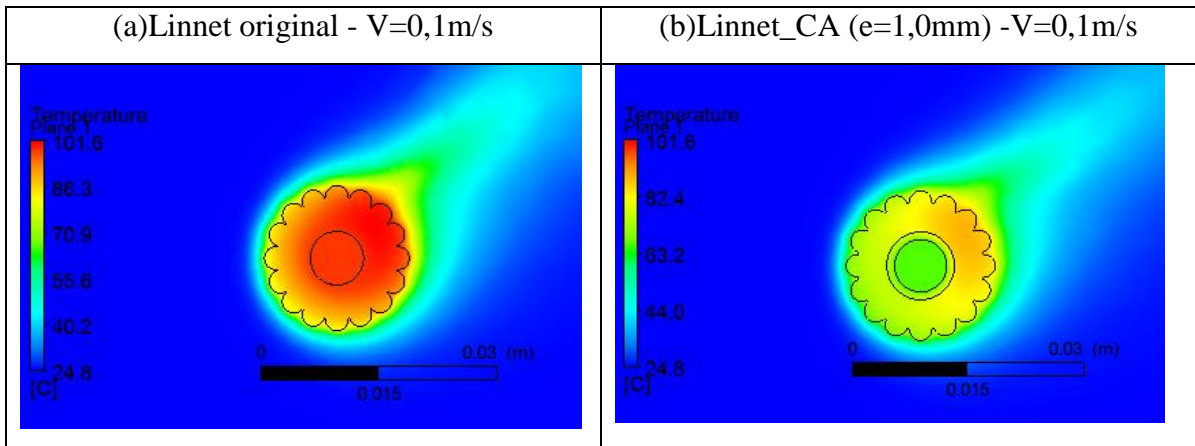 (a)Linnet original - V=0,1m/s
(b)Linnet_CA (e=1,0mm) -V=0,1m/s
Temperature
Plane 1
101.6
86.3
70.9
55.6
40.2
24.8
[C]
0
0.03 (m)
0.015
Temperature
Plane 1
101.6
82.4
63.2
44.0
24.8
[C]
0
0.03 (m)
0.015